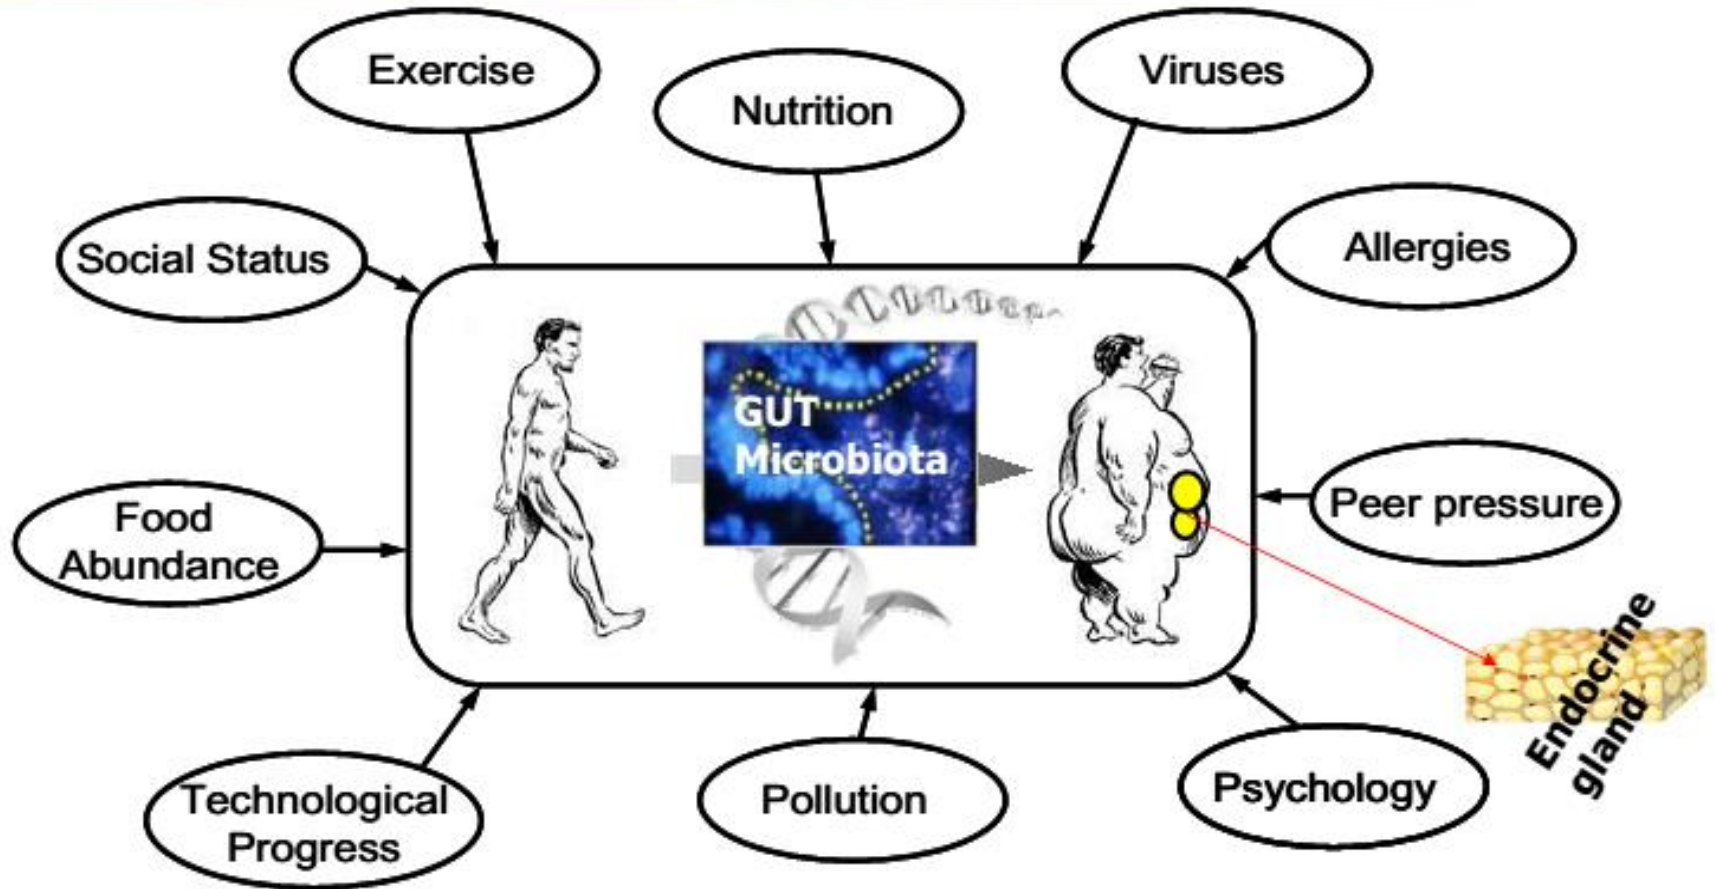 Exercise
Nutrition
Viruses
Social Status
Allergies
GUT
Microbiota
Food
Abundance
Peer pressure
Endocrine
gland
Technological
Progress
Pollution
Psychology